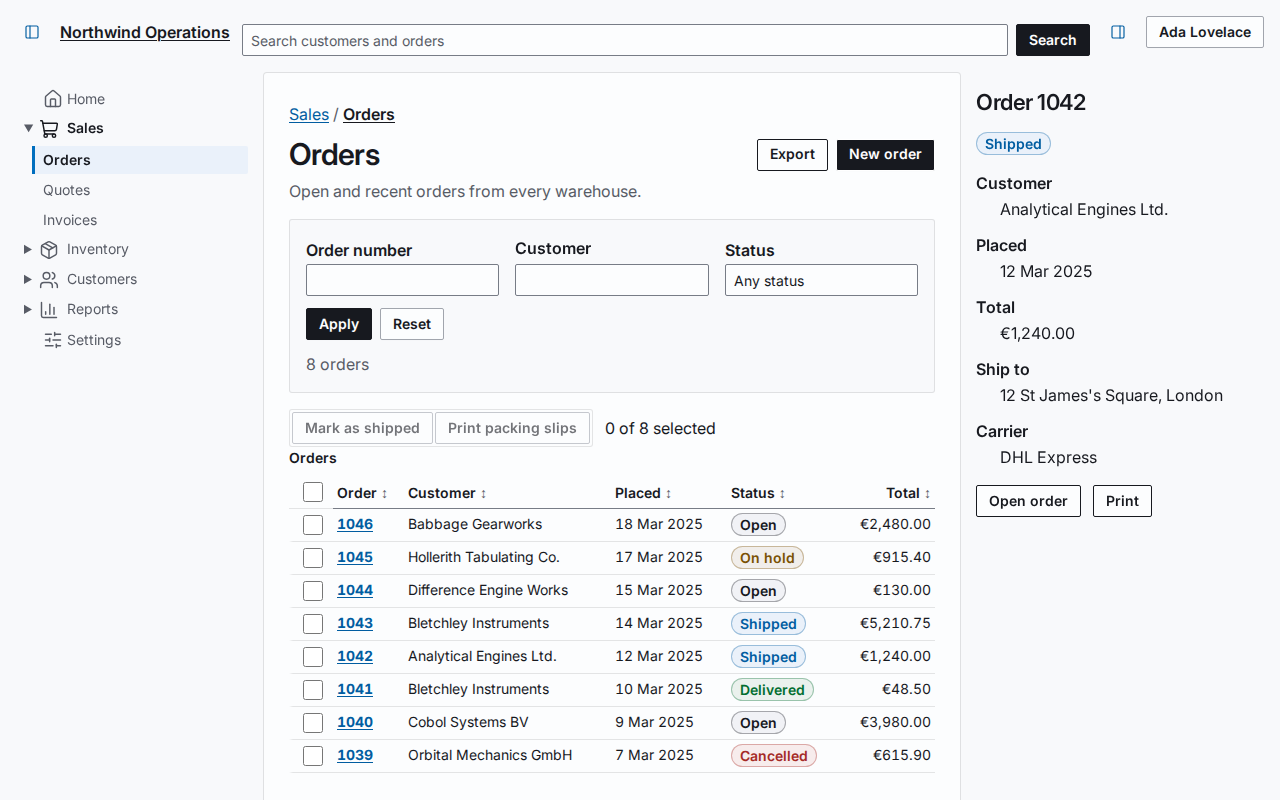 Northwind Operations
Search customers and orders
Search
Ada Lovelace
Home
Sales
Orders
Quotes
Invoices
Inventory
Customers
Reports
Settings
Sales / Orders
Orders
Export
New order
Open and recent orders from every warehouse.
Order number
Customer
Status
Any status
Apply
Reset
8 orders
Mark as shipped
Print packing slips
0 of 8 selected
Orders
Order ↕ Customer ↕ Placed ↕ Status ↕ Total ↕
1046 Babbage Gearworks 18 Mar 2025 Open €2,480.00
1045 Hollerith Tabulating Co. 17 Mar 2025 On hold €915.40
1044 Difference Engine Works 15 Mar 2025 Open €130.00
1043 Bletchley Instruments 14 Mar 2025 Shipped €5,210.75
1042 Analytical Engines Ltd. 12 Mar 2025 Shipped €1,240.00
1041 Bletchley Instruments 10 Mar 2025 Delivered €48.50
1040 Cobol Systems BV 9 Mar 2025 Open €3,980.00
1039 Orbital Mechanics GmbH 7 Mar 2025 Cancelled €615.90
Order 1042
Shipped
Customer
Analytical Engines Ltd.
Placed
12 Mar 2025
Total
€1,240.00
Ship to
12 St James's Square, London
Carrier
DHL Express
Open order
Print